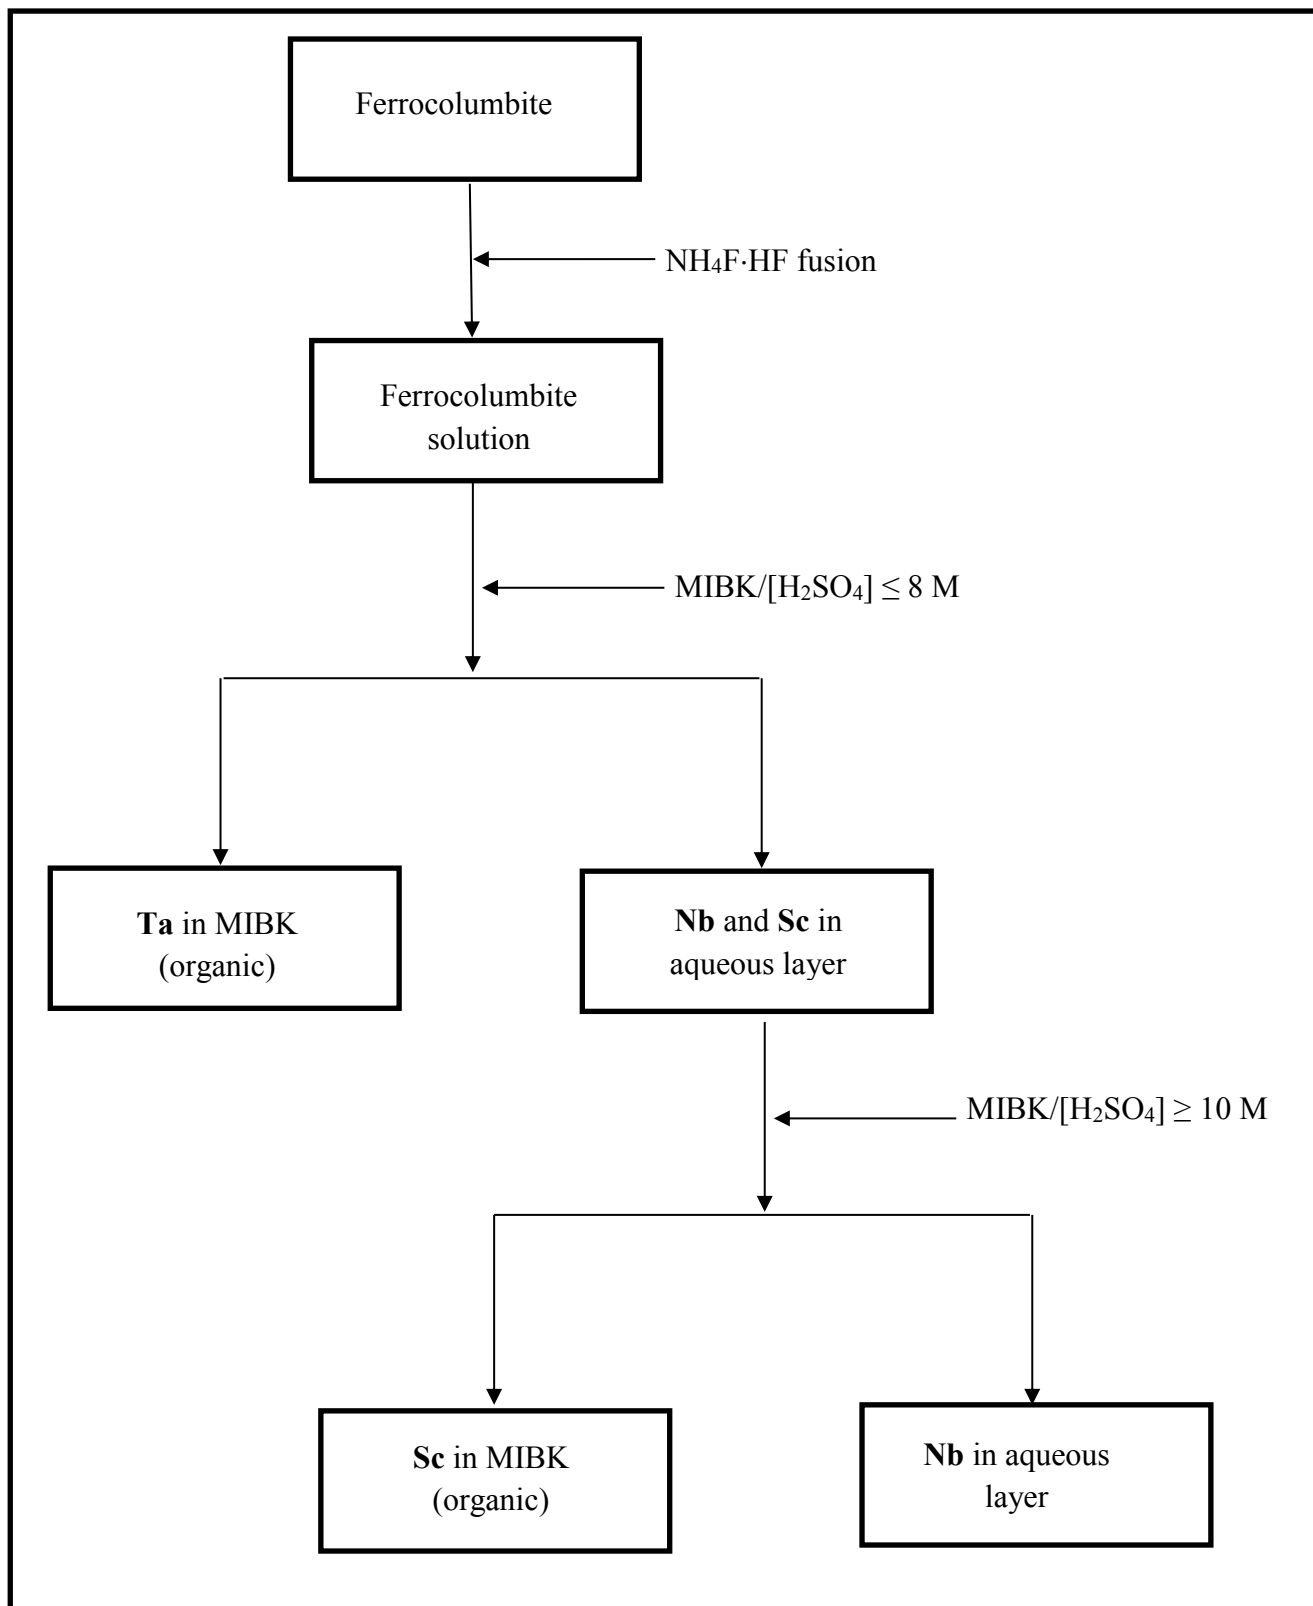 Ferrocolumbite
NH₄F·HF fusion
Ferrocolumbite
solution
MIBK/[H₂SO₄] ≤ 8 M
Ta in MIBK
(organic)
Nb and Sc in
aqueous layer
MIBK/[H₂SO₄] ≥ 10 M
Sc in MIBK
(organic)
Nb in aqueous
layer